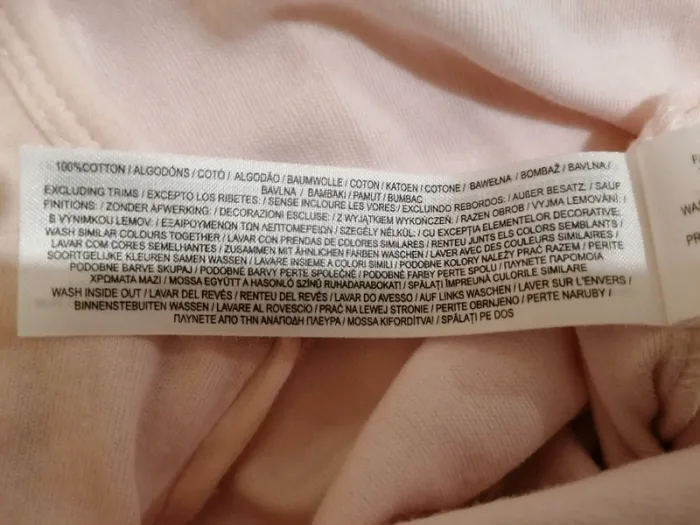 100%COTTON / ALGODÓNS / COTÓ / ALGODÃO / BAUMWOLLE / COTON / KATOEN / COTONE / BAWEŁNA / BOMBAŽ / BAVLNA /
BAVLNA / BAMBAKI / PAMUT / BUMBAC
EXCLUDING TRIMS / EXCEPTO LOS RIBETES: / SENSE INCLOURE LES VORES / EXCLUINDO REBORDOS: / AUßER BESATZ. / SAUF
FINITIONS: / ZONDER AFWERKING: / DECORAZIONI ESCLUSE: / Z WYJĄTKIEM WYKOŃCZEŃ: / RAZEN OBROB / VYJMA LEMOVÁNÍ: /
S VÝNIMKOU LEMOV: / ΕΞΑΙΡΟΥΜΕΝΩΝ ΤΩΝ ΛΕΠΤΟΜΕΡΕΙΩΝ / SZEGÉLY NÉLKÜL: / CU EXCEPȚIA ELEMENTELOR DECORATIVE:
WASH SIMILAR COLOURS TOGETHER / LAVAR CON PRENDAS DE COLORES SIMILARES / RENTEU JUNTS ELS COLORS SEMBLANTS /
LAVAR COM CORES SEMELHANTES / ZUSAMMEN MIT ÄHNLICHEN FARBEN WASCHEN / LAVER AVEC DES COULEURS SIMILAIRES /
SOORTGELIJKE KLEUREN SAMEN WASSEN / LAVARE INSIEME A COLORI SIMILI / PODOBNE KOLORY NALEŻY PRAĆ RAZEM / PERITE
PODOBNE BARVE SKUPAJ / PODOBNÉ BARVY PERTE SPOLEČNĚ / PODOBNÉ FARBY PERTE SPOLU / ΠΛΥΝΕΤΕ ΠΑΡΟΜΟΙΑ
ΧΡΩΜΑΤΑ ΜΑΖΙ / MOSSA EGYÜTT A HASONLÓ SZÍNŰ RUHADARABOKAT / SPĂLAȚI ÎMPREUNĂ CULORILE SIMILARE
WASH INSIDE OUT / LAVAR DEL REVÉS / RENTEU DEL REVÉS / LAVAR DO AVESSO / AUF LINKS WASCHEN / LAVER SUR L'ENVERS /
BINNENSTEBUITEN WASSEN / LAVARE AL ROVESCIO / PRAĆ NA LEWEJ STRONIE / PERITE OBRNJENO / PERTE NARUBY /
ΠΛΥΝΕΤΕ ΑΠΟ ΤΗΝ ΑΝΑΠΟΔΗ ΠΛΕΥΡΑ / MOSSA KIFORDÍTVA / SPĂLAȚI PE DOS
WA
PR